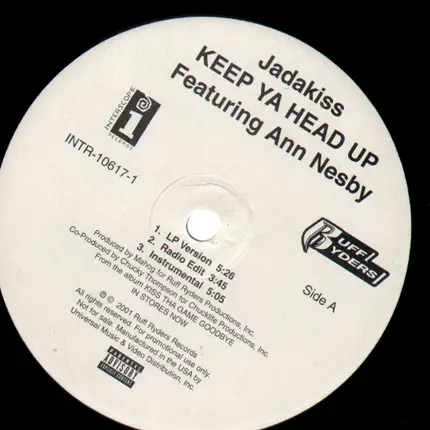 Jadakiss
KEEP YA HEAD UP
Featuring Ann Nesby
INTERSCOPE
RECORDS
INTR-10617-1
RUFF
RYDERS
Side A
1. LP Version 5:26
2. Radio Edit 3:45
3. Instrumental 5:05
Produced by Mahog for Ruff Ryders Productions, Inc.
Co-Produced by Chucky Thompson for Chucklife Productions, Inc.
From the album KISS THA GAME GOODBYE
IN STORES NOW
℗ © 2001 Ruff Ryders Records
All rights reserved. For promotional use only.
Not for sale. Manufactured in the USA by
Universal Music & Video Distribution, Inc.
PARENTAL
ADVISORY
EXPLICIT CONTENT